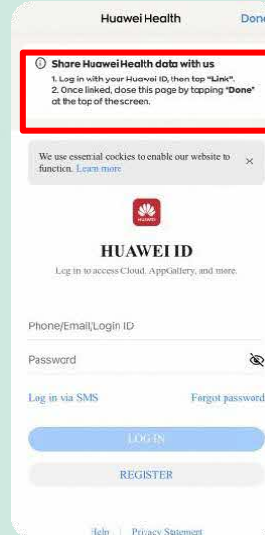 Huawei Health
Done
Share Huawei Health data with us
1. Log in with your Huawei ID, then tap "Link".
2. Once linked, close this page by tapping "Done"
at the top of the screen.
We use essential cookies to enable our website to
function. Learn more
HUAWEI
HUAWEI ID
Log in to access Cloud, AppGallery, and more.
Phone/Email/Login ID
Password
Log in via SMS
Forgot password
LOG IN
REGISTER
Help | Privacy Statement